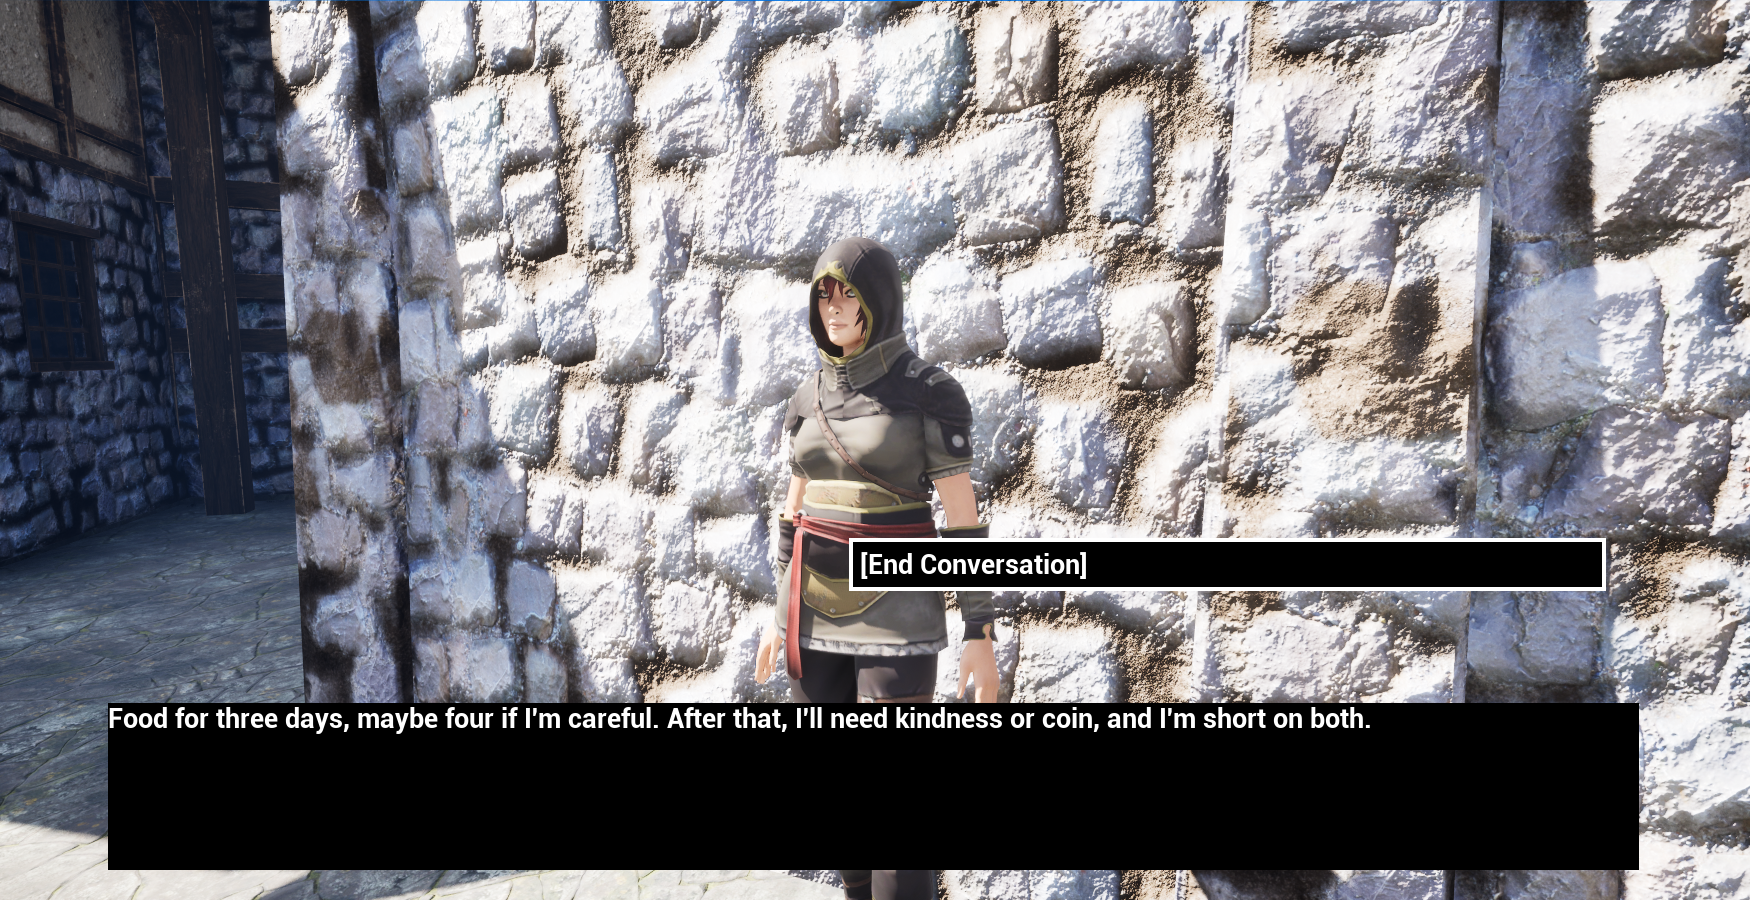 [End Conversation]
Food for three days, maybe four if I'm careful. After that, I'll need kindness or coin, and I'm short on both.